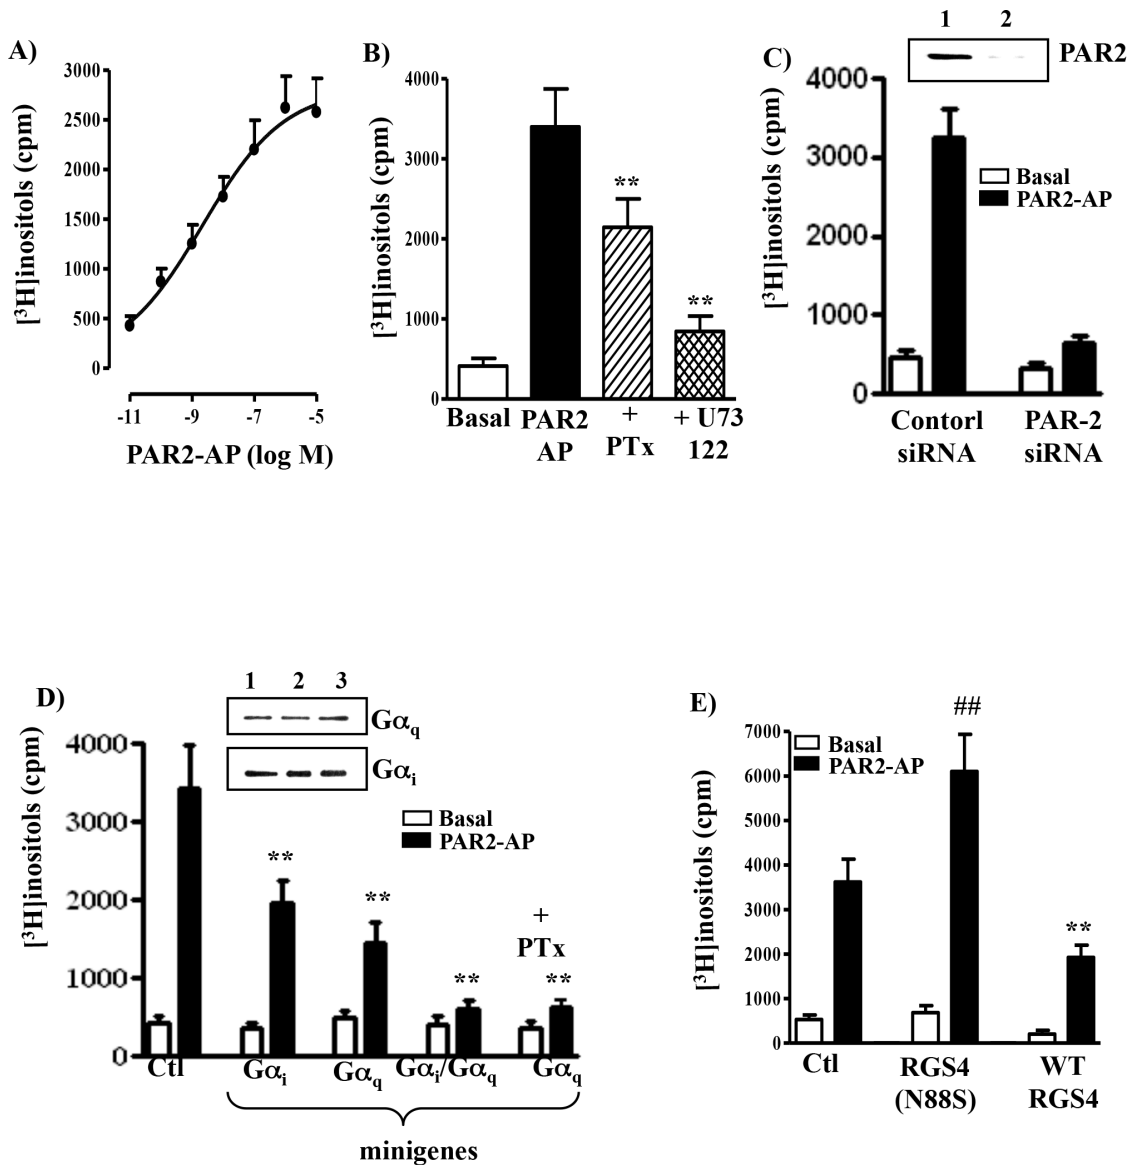 A)
3000
2500
2000
1500
1000
500
0
[³H]inositols (cpm)
-11 -9 -7 -5
PAR2-AP (log M)
B)
4000
3000
2000
1000
0
[³H]inositols (cpm)
**
**
Basal PAR2 AP + PTx + U73 122
C)
1 2
PAR2
4000
3000
2000
1000
0
[³H]inositols (cpm)
Basal
PAR2-AP
Contorl siRNA PAR-2 siRNA
D)
1 2 3
Gαq
Gαi
4000
3000
2000
1000
0
[³H]inositols (cpm)
Basal
PAR2-AP
**
**
+
PTx
** **
Ctl Gαi Gαq Gαi/Gαq Gαq
minigenes
E)
7000
6000
5000
4000
3000
2000
1000
0
[³H]inositols (cpm)
Basal
PAR2-AP
##
**
Ctl RGS4 (N88S) WT RGS4